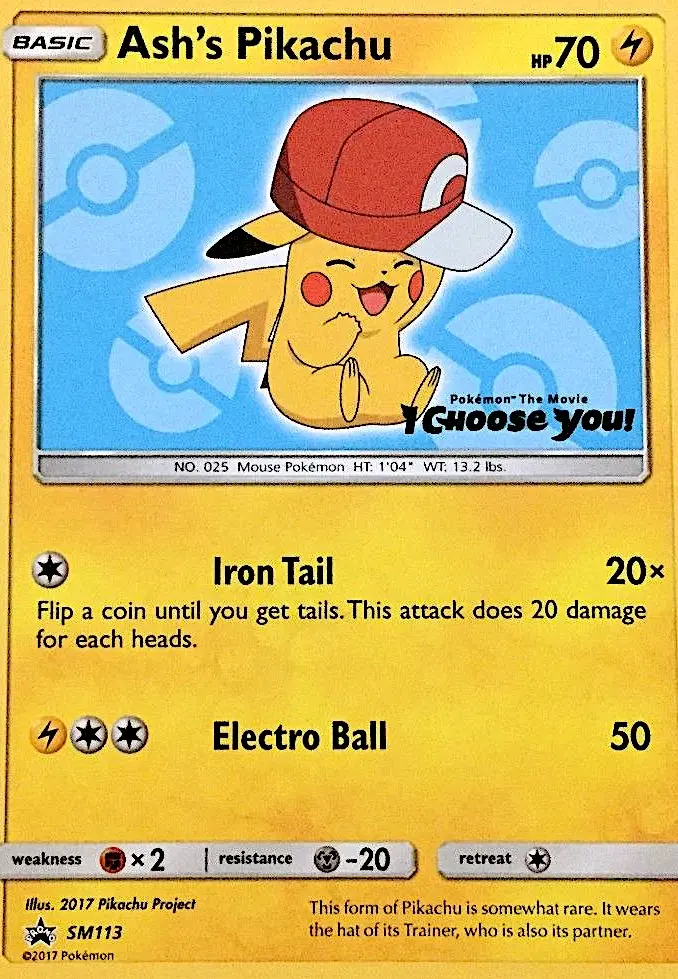 BASIC Ash's Pikachu HP 70
Pokémon™ The Movie
I Choose You!
NO. 025 Mouse Pokémon HT: 1'04" WT: 13.2 lbs.
Iron Tail 20×
Flip a coin until you get tails. This attack does 20 damage
for each heads.
Electro Ball 50
weakness ×2 resistance -20 retreat
Illus. 2017 Pikachu Project
SM113
©2017 Pokémon
This form of Pikachu is somewhat rare. It wears
the hat of its Trainer, who is also its partner.